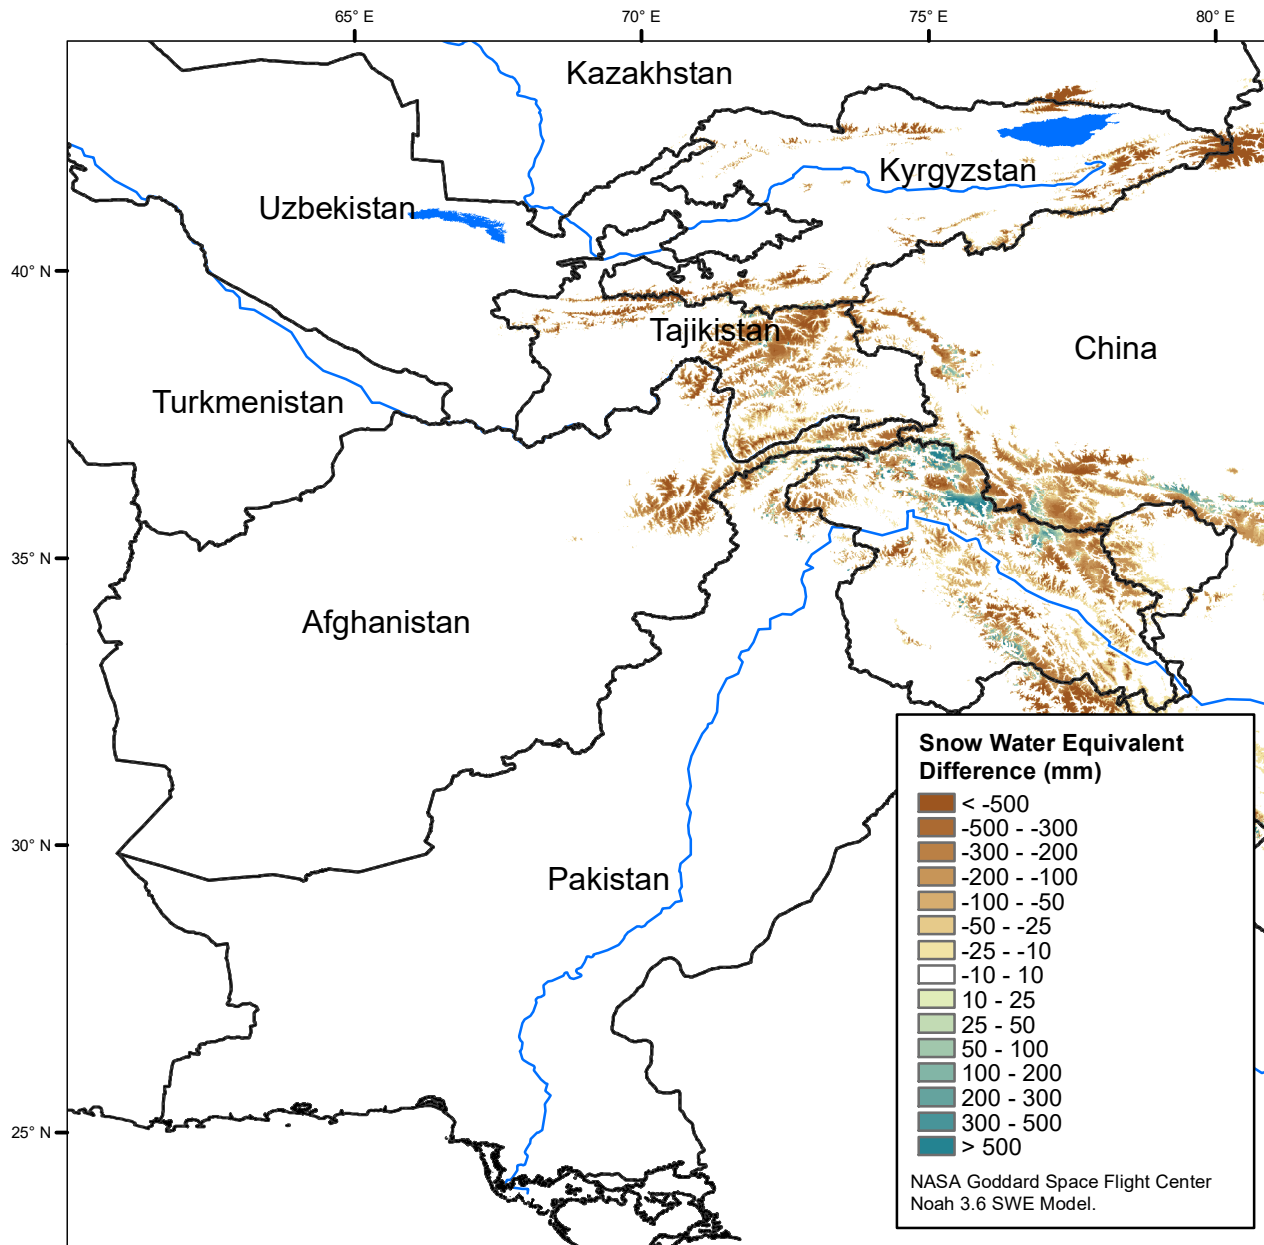 65° E
70° E
75° E
80° E
Kazakhstan
Kyrgyzstan
Uzbekistan
40° N
Tajikistan
China
Turkmenistan
35° N
Afghanistan
30° N
Pakistan
25° N
Snow Water Equivalent
Difference (mm)
< -500
-500 - -300
-300 - -200
-200 - -100
-100 - -50
-50 - -25
-25 - -10
-10 - 10
10 - 25
25 - 50
50 - 100
100 - 200
200 - 300
300 - 500
> 500
NASA Goddard Space Flight Center
Noah 3.6 SWE Model.